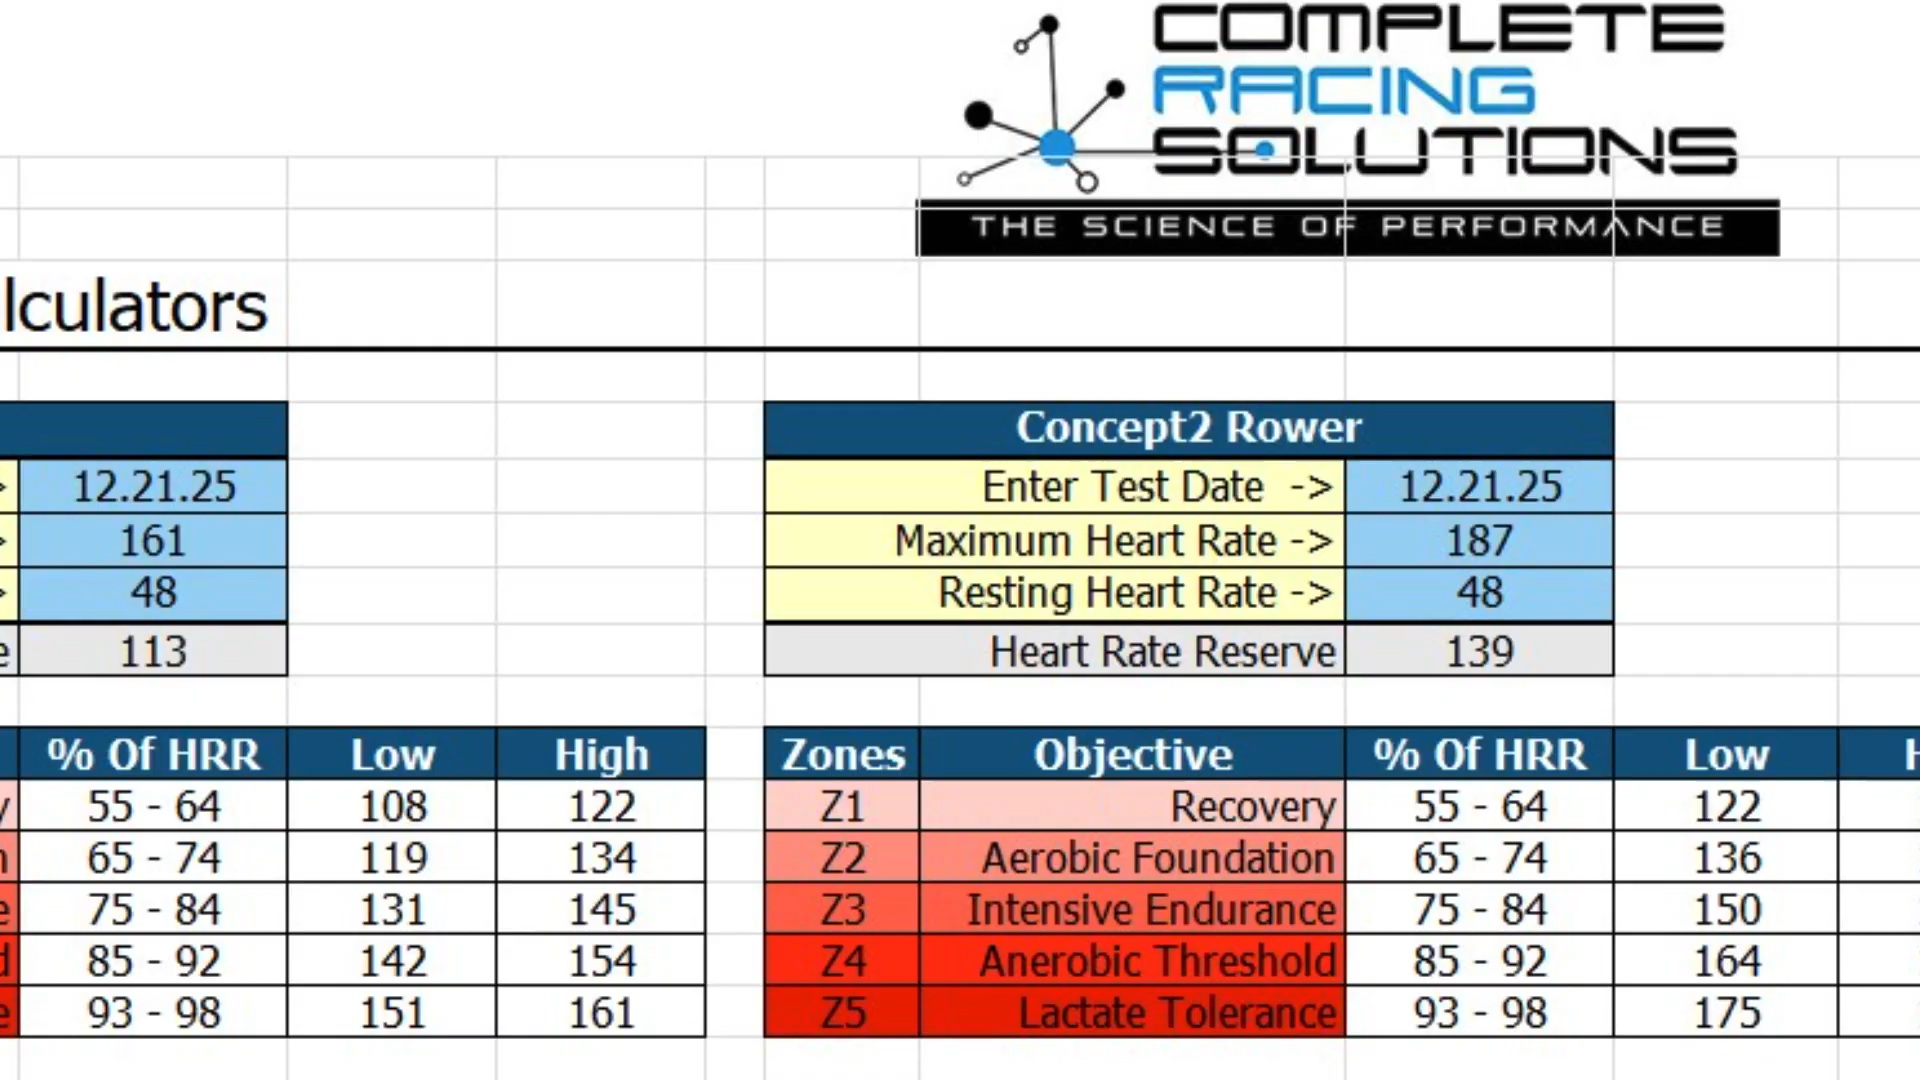 COMPLETE
RACING
SOLUTIONS
THE SCIENCE OF PERFORMANCE
lculators
12.21.25
161
48
e 113
% Of HRR Low High
y 55 - 64 108 122
n 65 - 74 119 134
e 75 - 84 131 145
d 85 - 92 142 154
e 93 - 98 151 161
Concept2 Rower
Enter Test Date -> 12.21.25
Maximum Heart Rate -> 187
Resting Heart Rate -> 48
Heart Rate Reserve 139
Zones Objective % Of HRR Low H
Z1 Recovery 55 - 64 122
Z2 Aerobic Foundation 65 - 74 136
Z3 Intensive Endurance 75 - 84 150
Z4 Anerobic Threshold 85 - 92 164
Z5 Lactate Tolerance 93 - 98 175